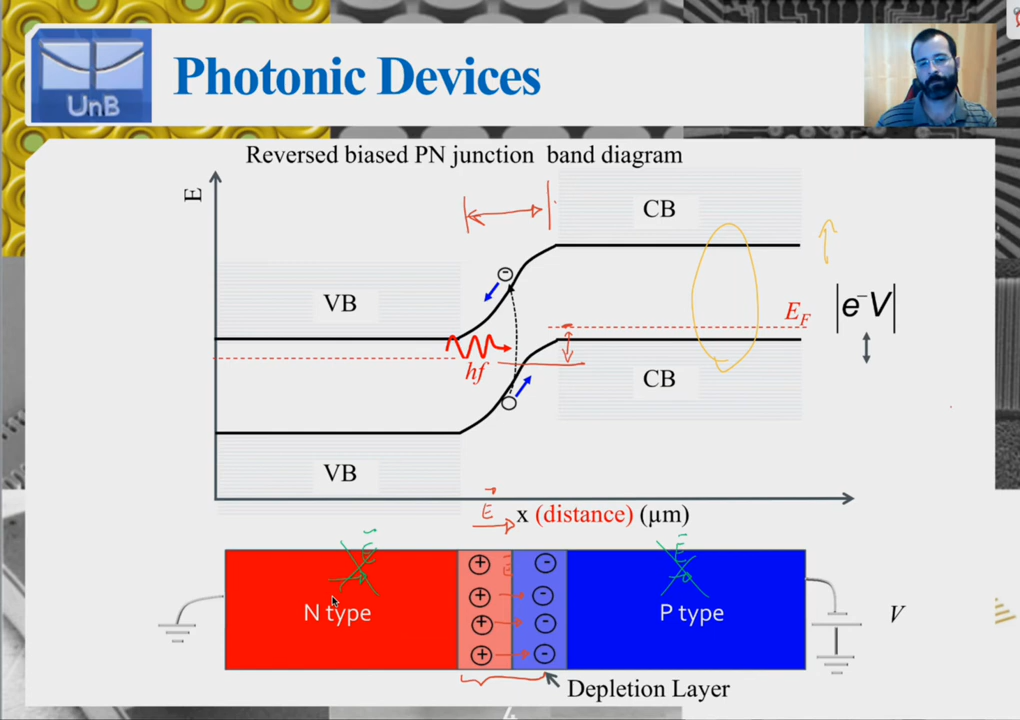 UnB
Photonic Devices
Reversed biased PN junction band diagram
E
CB
VB
E_F
|e⁻V|
hf
CB
VB
E
x (distance) (µm)
E
E
E
N type
P type
V
Depletion Layer